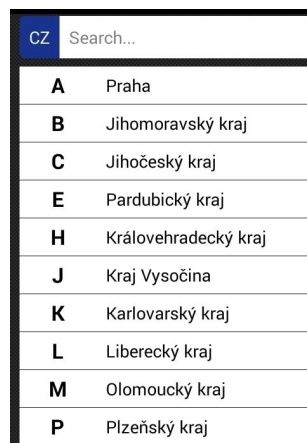 CZ Search...
A Praha
B Jihomoravský kraj
C Jihočeský kraj
E Pardubický kraj
H Královehradecký kraj
J Kraj Vysočina
K Karlovarský kraj
L Liberecký kraj
M Olomoucký kraj
P Plzeňský kraj